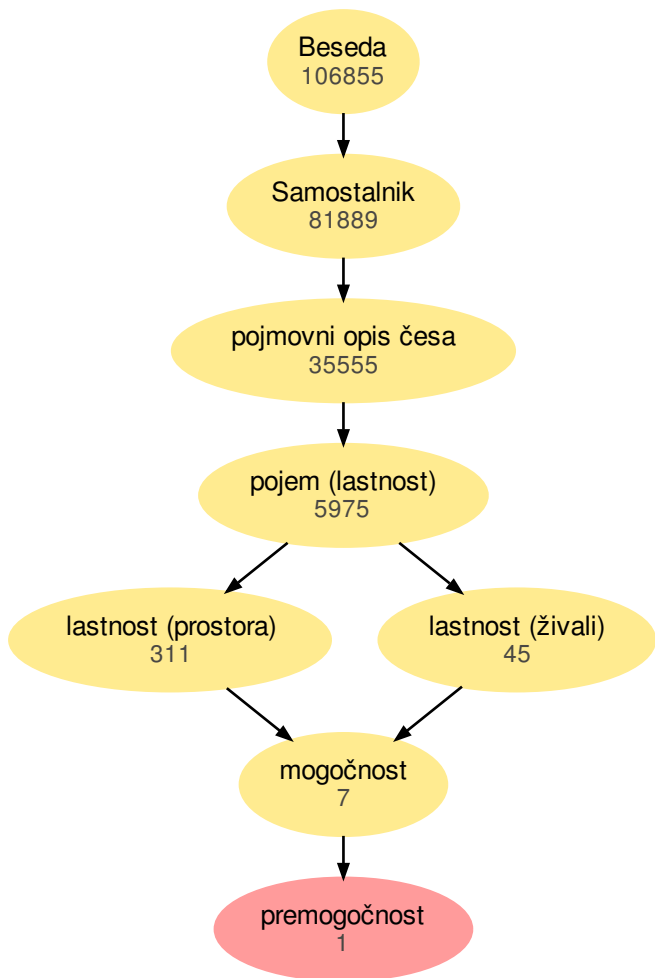 Beseda
106855
Samostalnik
81889
pojmovni opis česa
35555
pojem (lastnost)
5975
lastnost (prostora)
311
lastnost (živali)
45
mogočnost
7
premogočnost
1